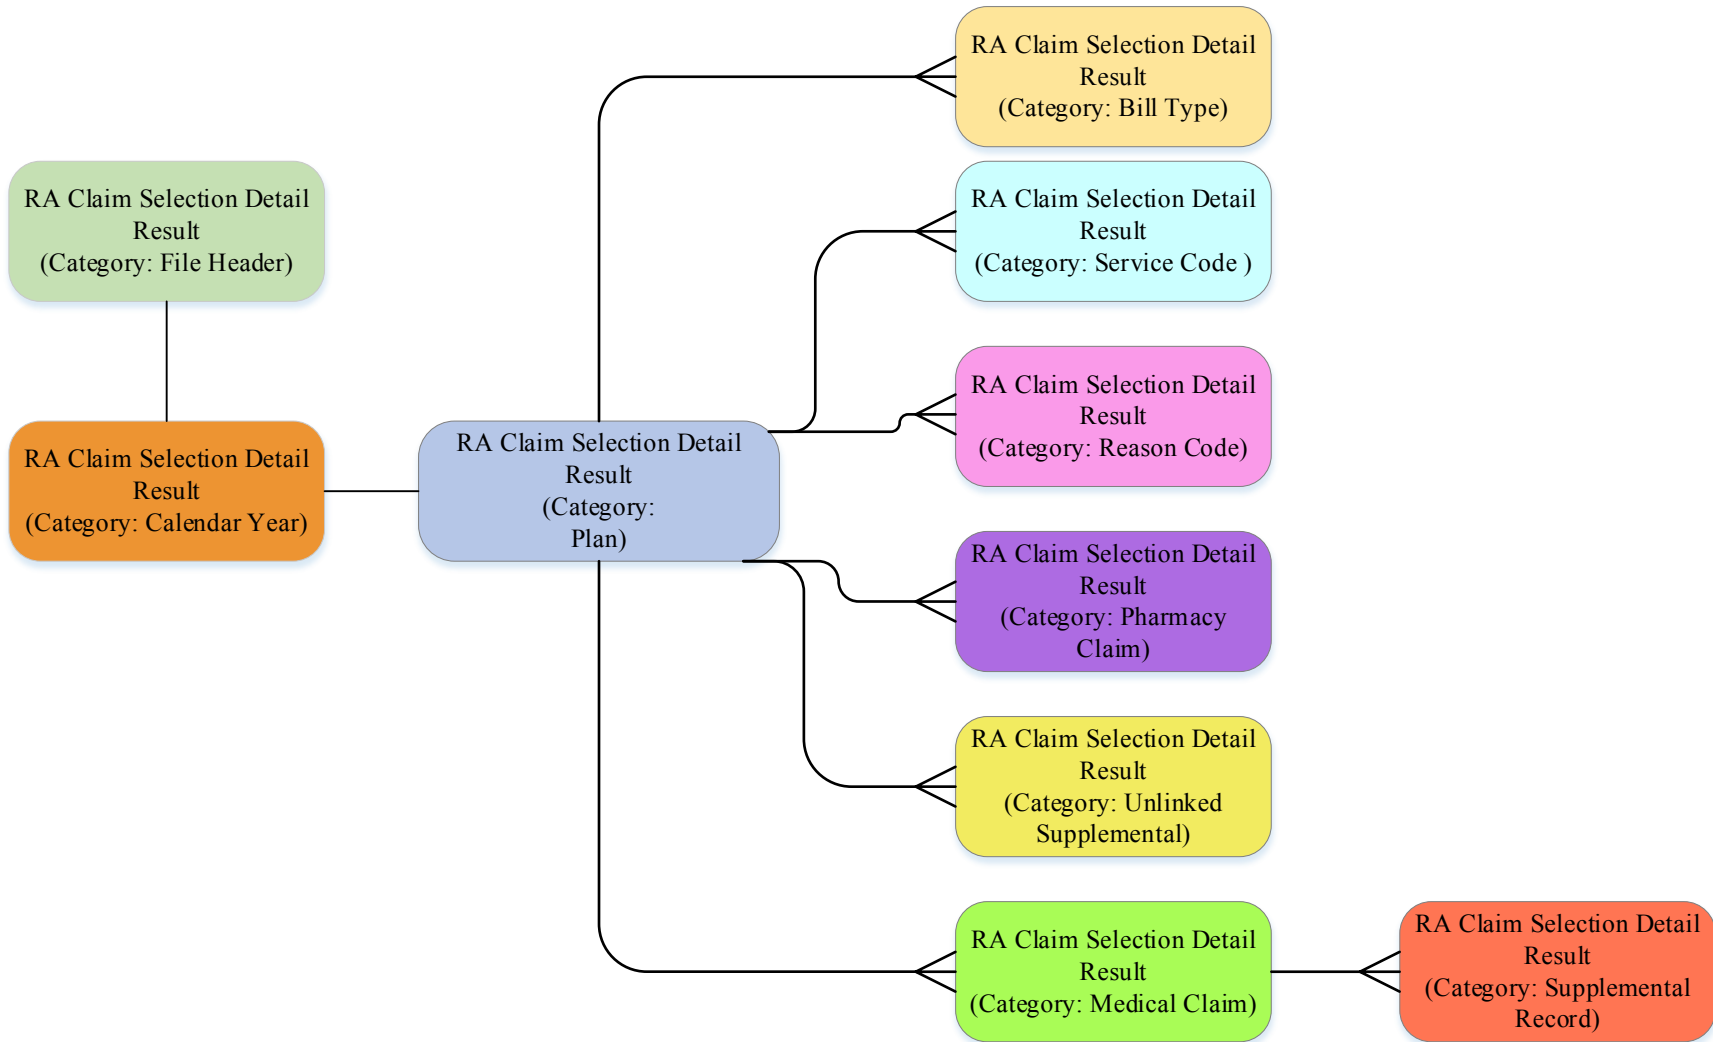 RA Claim Selection Detail
Result
(Category: Bill Type)
RA Claim Selection Detail
Result
(Category: File Header)
RA Claim Selection Detail
Result
(Category: Service Code )
RA Claim Selection Detail
Result
(Category: Reason Code)
RA Claim Selection Detail
Result
(Category: Calendar Year)
RA Claim Selection Detail
Result
(Category:
Plan)
RA Claim Selection Detail
Result
(Category: Pharmacy
Claim)
RA Claim Selection Detail
Result
(Category: Unlinked
Supplemental)
RA Claim Selection Detail
Result
(Category: Medical Claim)
RA Claim Selection Detail
Result
(Category: Supplemental
Record)